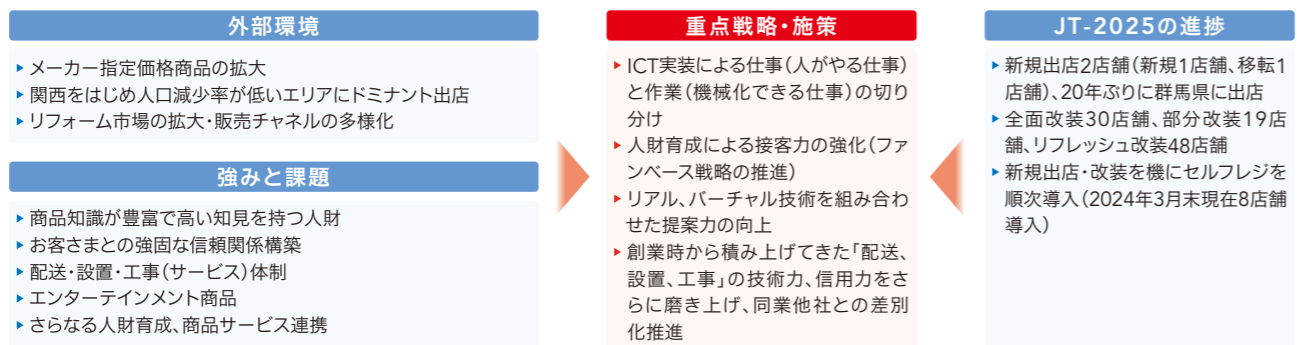 外部環境
▶メーカー指定価格商品の拡大
▶関西をはじめ人口減少率が低いエリアにドミナント出店
▶リフォーム市場の拡大・販売チャネルの多様化
強みと課題
▶商品知識が豊富で高い知見を持つ人財
▶お客さまとの強固な信頼関係構築
▶配送・設置・工事(サービス)体制
▶エンターテインメント商品
▶さらなる人財育成、商品サービス連携
重点戦略・施策
▶ICT実装による仕事(人がやる仕事)
と作業(機械化できる仕事)の切り
分け
▶人財育成による接客力の強化(ファ
ンベース戦略の推進)
▶リアル、バーチャル技術を組み合わ
せた提案力の向上
▶創業時から積み上げてきた「配送、
設置、工事」の技術力、信用力をさ
らに磨き上げ、同業他社との差別
化推進
JT-2025の進捗
▶新規出店2店舗(新規1店舗、移転1
店舗)、20年ぶりに群馬県に出店
▶全面改装30店舗、部分改装19店
舗、リフレッシュ改装48店舗
▶新規出店・改装を機にセルフレジを
順次導入(2024年3月末現在8店舗
導入)